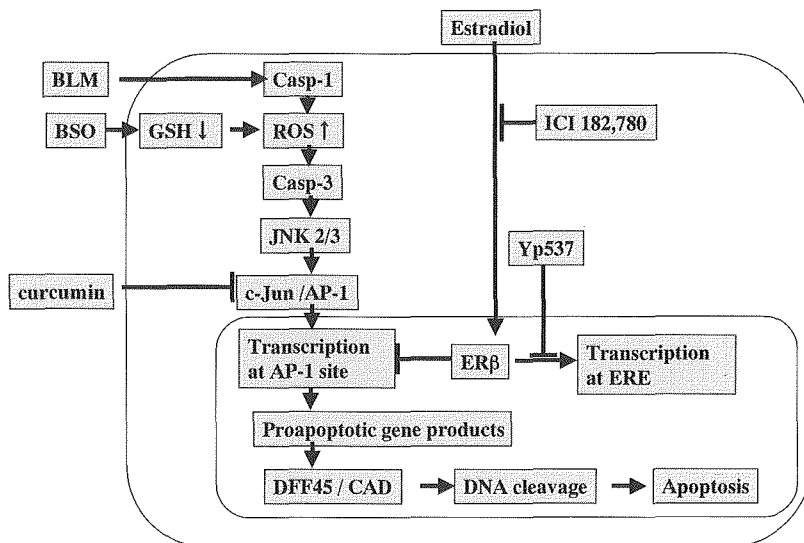 Estradiol
BLM
Casp-1
BSO
GSH ↓
ROS ↑
ICI 182,780
Casp-3
JNK 2/3
Yp537
curcumin
c-Jun /AP-1
Transcription
at AP-1 site
ERβ
Transcription
at ERE
Proapoptotic gene products
DFF45 / CAD
DNA cleavage
Apoptosis